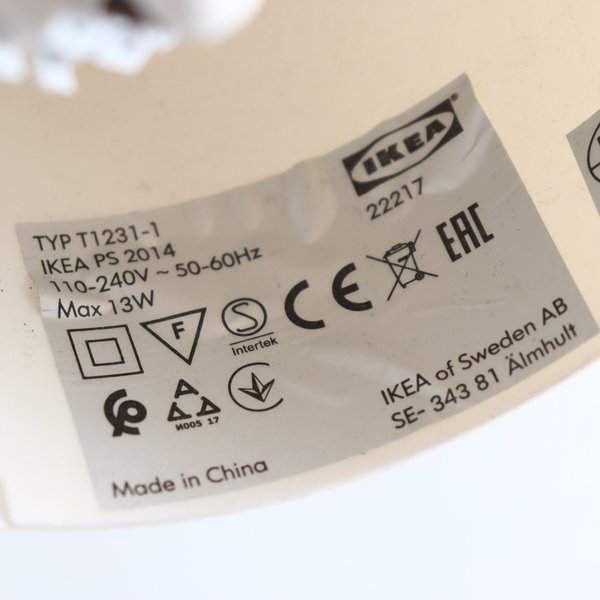 IKEA®
22217
TYP T1231-1
IKEA PS 2014
110-240V ~ 50-60Hz
Max 13W
F
S
Intertek
CE
EAC
И005 17
IKEA of Sweden AB
SE- 343 81 Älmhult
Made in China